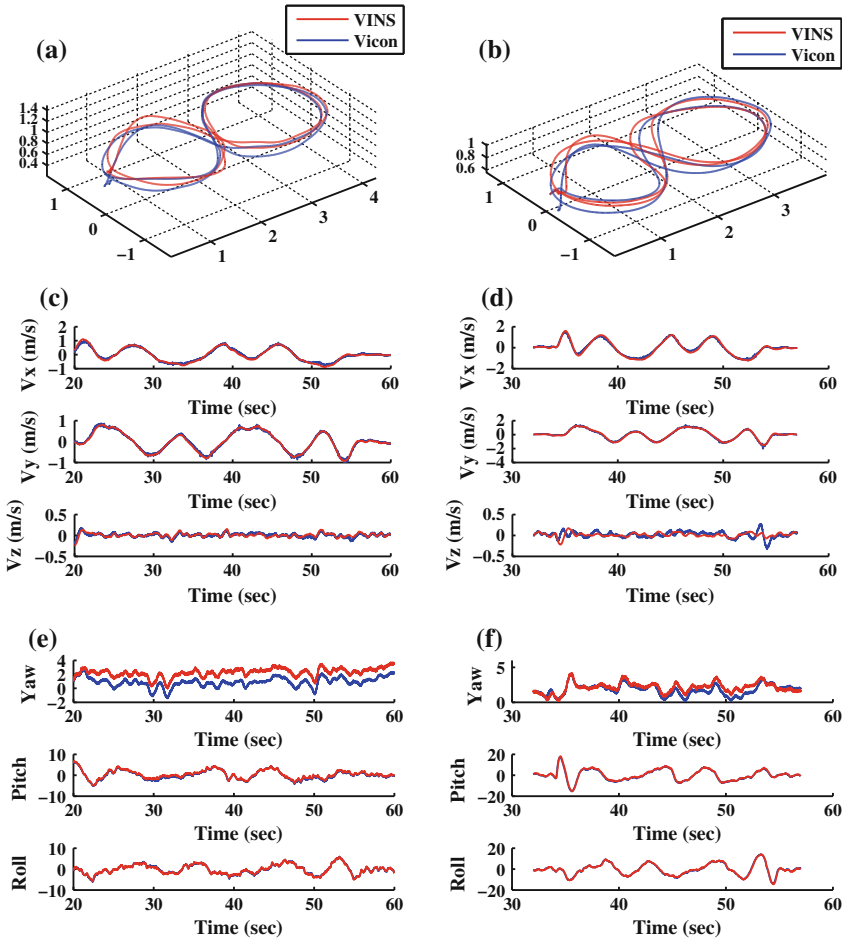 (a)
VINS
Vicon
1.4
1.2
1
0.8
0.6
0.4
1
0
−1
1
2
3
4
(b)
VINS
Vicon
1
0.8
0.6
1
0
−1
1
2
3
(c)
Vx (m/s)
2
1
0
−1
20 30 40 50 60
Time (sec)
Vy (m/s)
1
0
−1
20 30 40 50 60
Time (sec)
Vz (m/s)
0.5
0
−0.5
20 30 40 50 60
Time (sec)
(d)
Vx (m/s)
2
0
−2
30 40 50 60
Time (sec)
Vy (m/s)
2
0
−2
−4
30 40 50 60
Time (sec)
Vz (m/s)
0.5
0
−0.5
30 40 50 60
Time (sec)
(e)
Yaw
4
2
0
−2
20 30 40 50 60
Time (sec)
Pitch
10
0
−10
20 30 40 50 60
Time (sec)
Roll
10
0
−10
20 30 40 50 60
Time (sec)
(f)
Yaw
5
0
30 40 50 60
Time (sec)
Pitch
20
0
−20
30 40 50 60
Time (sec)
Roll
20
0
−20
30 40 50 60
Time (sec)